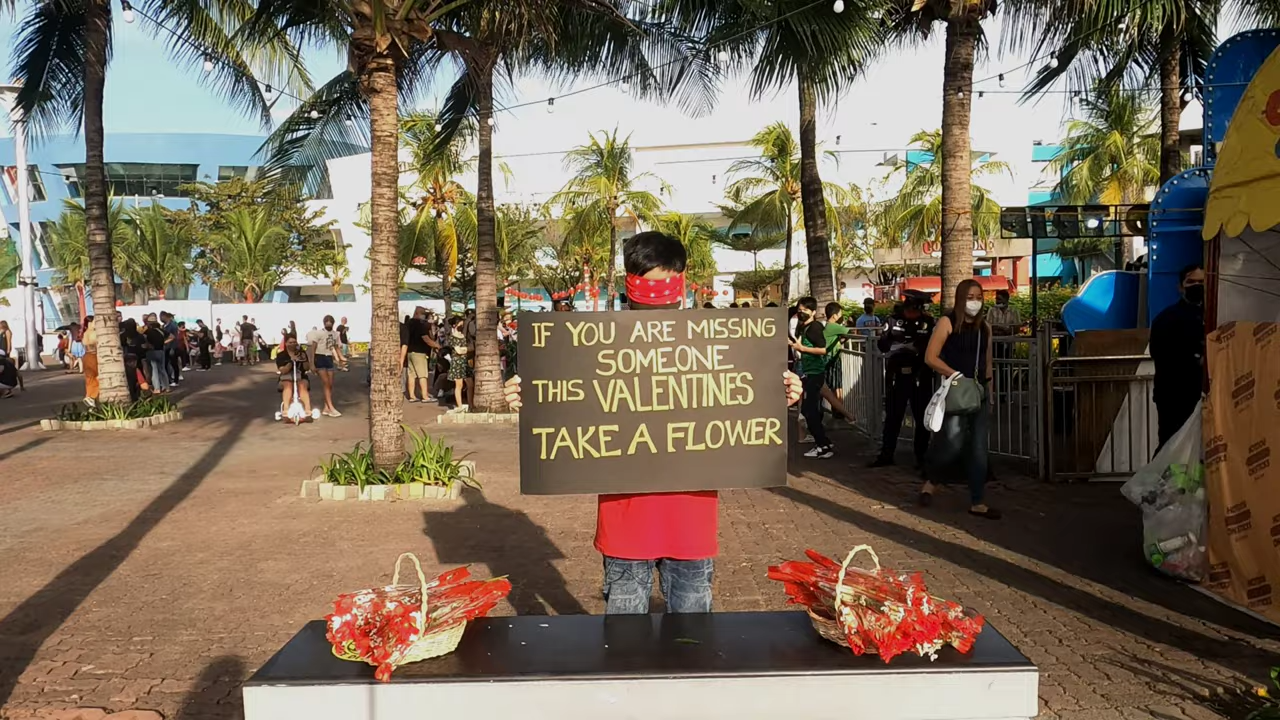 IF YOU ARE MISSING
SOMEONE
THIS VALENTINES
TAKE A FLOWER